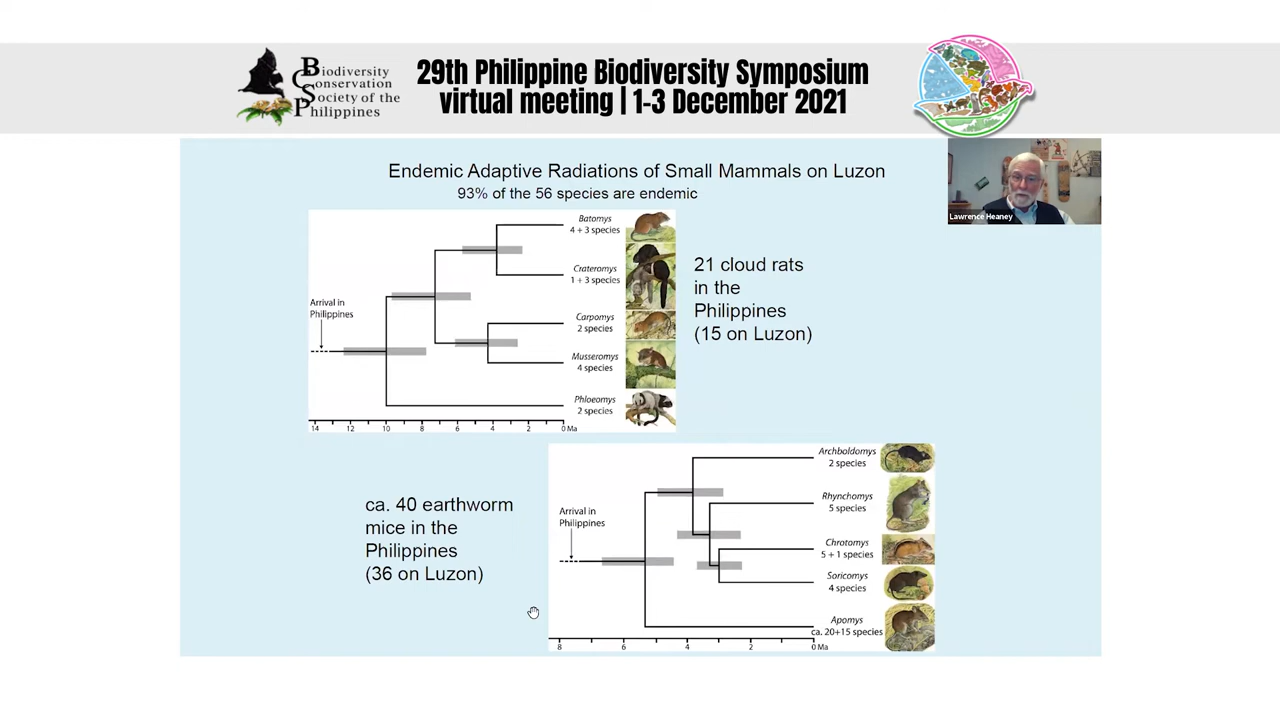 Biodiversity
Conservation
Society of the
Philippines
29th Philippine Biodiversity Symposium
virtual meeting | 1-3 December 2021
Endemic Adaptive Radiations of Small Mammals on Luzon
93% of the 56 species are endemic
Lawrence Heaney
Batomys
4 + 3 species
Crateromys
1 + 3 species
Arrival in
Philippines
Carpomys
2 species
Musseromys
4 species
Phloeomys
2 species
14 12 10 8 6 4 2 0 Ma
21 cloud rats
in the
Philippines
(15 on Luzon)
ca. 40 earthworm
mice in the
Philippines
(36 on Luzon)
Archboldomys
2 species
Rhynchomys
5 species
Arrival in
Philippines
Chrotomys
5 + 1 species
Soricomys
4 species
Apomys
ca. 20+15 species
8 6 4 2 0 Ma